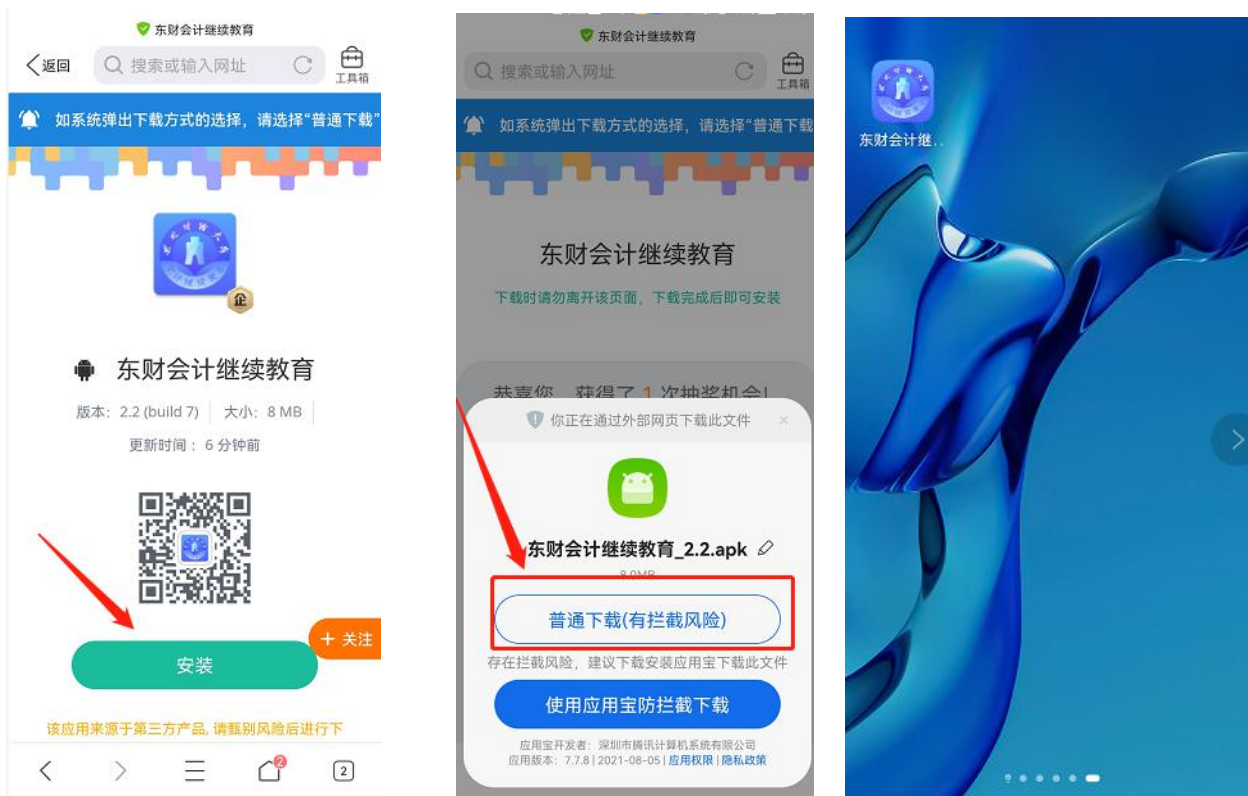 东财会计继续教育
返回
搜索或输入网址
工具箱
如系统弹出下载方式的选择，请选择“普通下载”
企
东财会计继续教育
版本：2.2 (build 7) 大小：8 MB
更新时间：6 分钟前
+ 关注
安装
该应用来源于第三方产品,请甄别风险后进行下
2
2
东财会计继续教育
搜索或输入网址
工具箱
如系统弹出下载方式的选择，请选择“普通下载
东财会计继续教育
下载时请勿离开该页面，下载完成后即可安装
恭喜您，获得了 1 次抽奖机会!
你正在通过外部网页下载此文件 ×
东财会计继续教育_2.2.apk
8.0MB
普通下载(有拦截风险)
存在拦截风险，建议下载安装应用宝下载此文件
使用应用宝防拦截下载
应用宝开发者：深圳市腾讯计算机系统有限公司
应用版本：7.7.8 | 2021-08-05 | 应用权限 | 隐私政策
东财会计继..